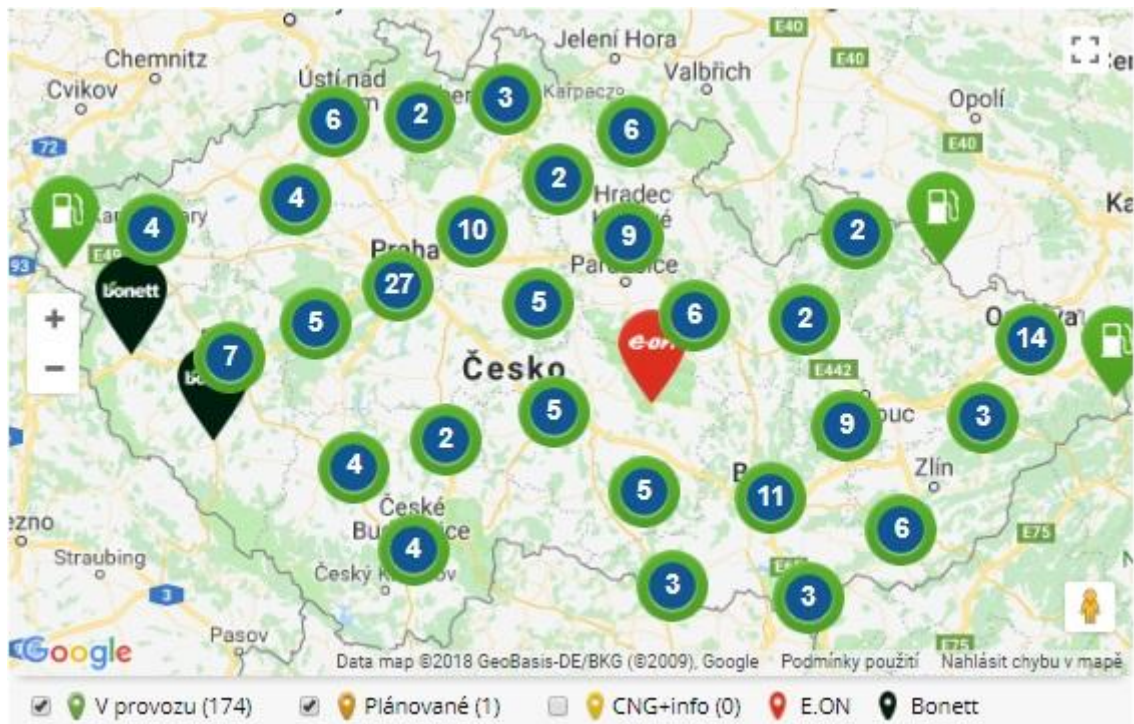 Jelení Hora
E40
E40
Chemnitz
Valbřich
Cvikov
Ústí nad
Karpacz
Opolí
3
6
2
6
72
E40
2
Hradec
4
4
10
9
2
Praha
E49
93
Pardubice
27
bonett
5
5
6
2
e·on
14
+
−
7
Česko
E442
5
9
3
2
4
Zlín
5
11
České
6
4
E75
Straubing
Český Krumlov
3
3
3
Pasov
E75
Google
Data map ©2018 GeoBasis-DE/BKG (©2009), Google Podmínky použití Nahlásit chybu v mapě
V provozu (174) Plánované (1) CNG+info (0) E.ON Bonett